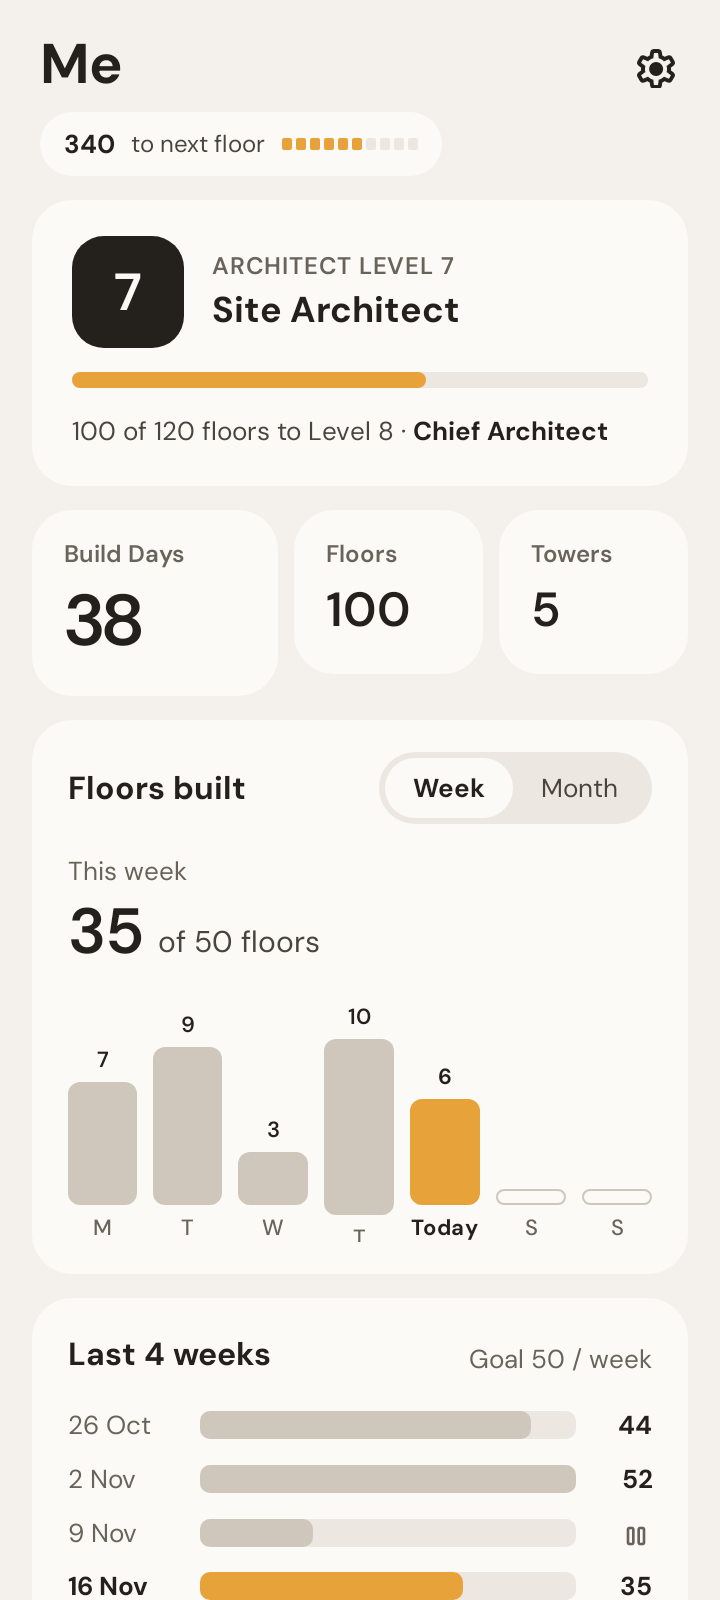 Me
340 to next floor
7
ARCHITECT LEVEL 7
Site Architect
100 of 120 floors to Level 8 · Chief Architect
Build Days
38
Floors
100
Towers
5
Floors built
Week
Month
This week
35 of 50 floors
7
9
3
10
6
M
T
W
T
Today
S
S
Last 4 weeks
Goal 50 / week
26 Oct 44
2 Nov 52
9 Nov
16 Nov 35